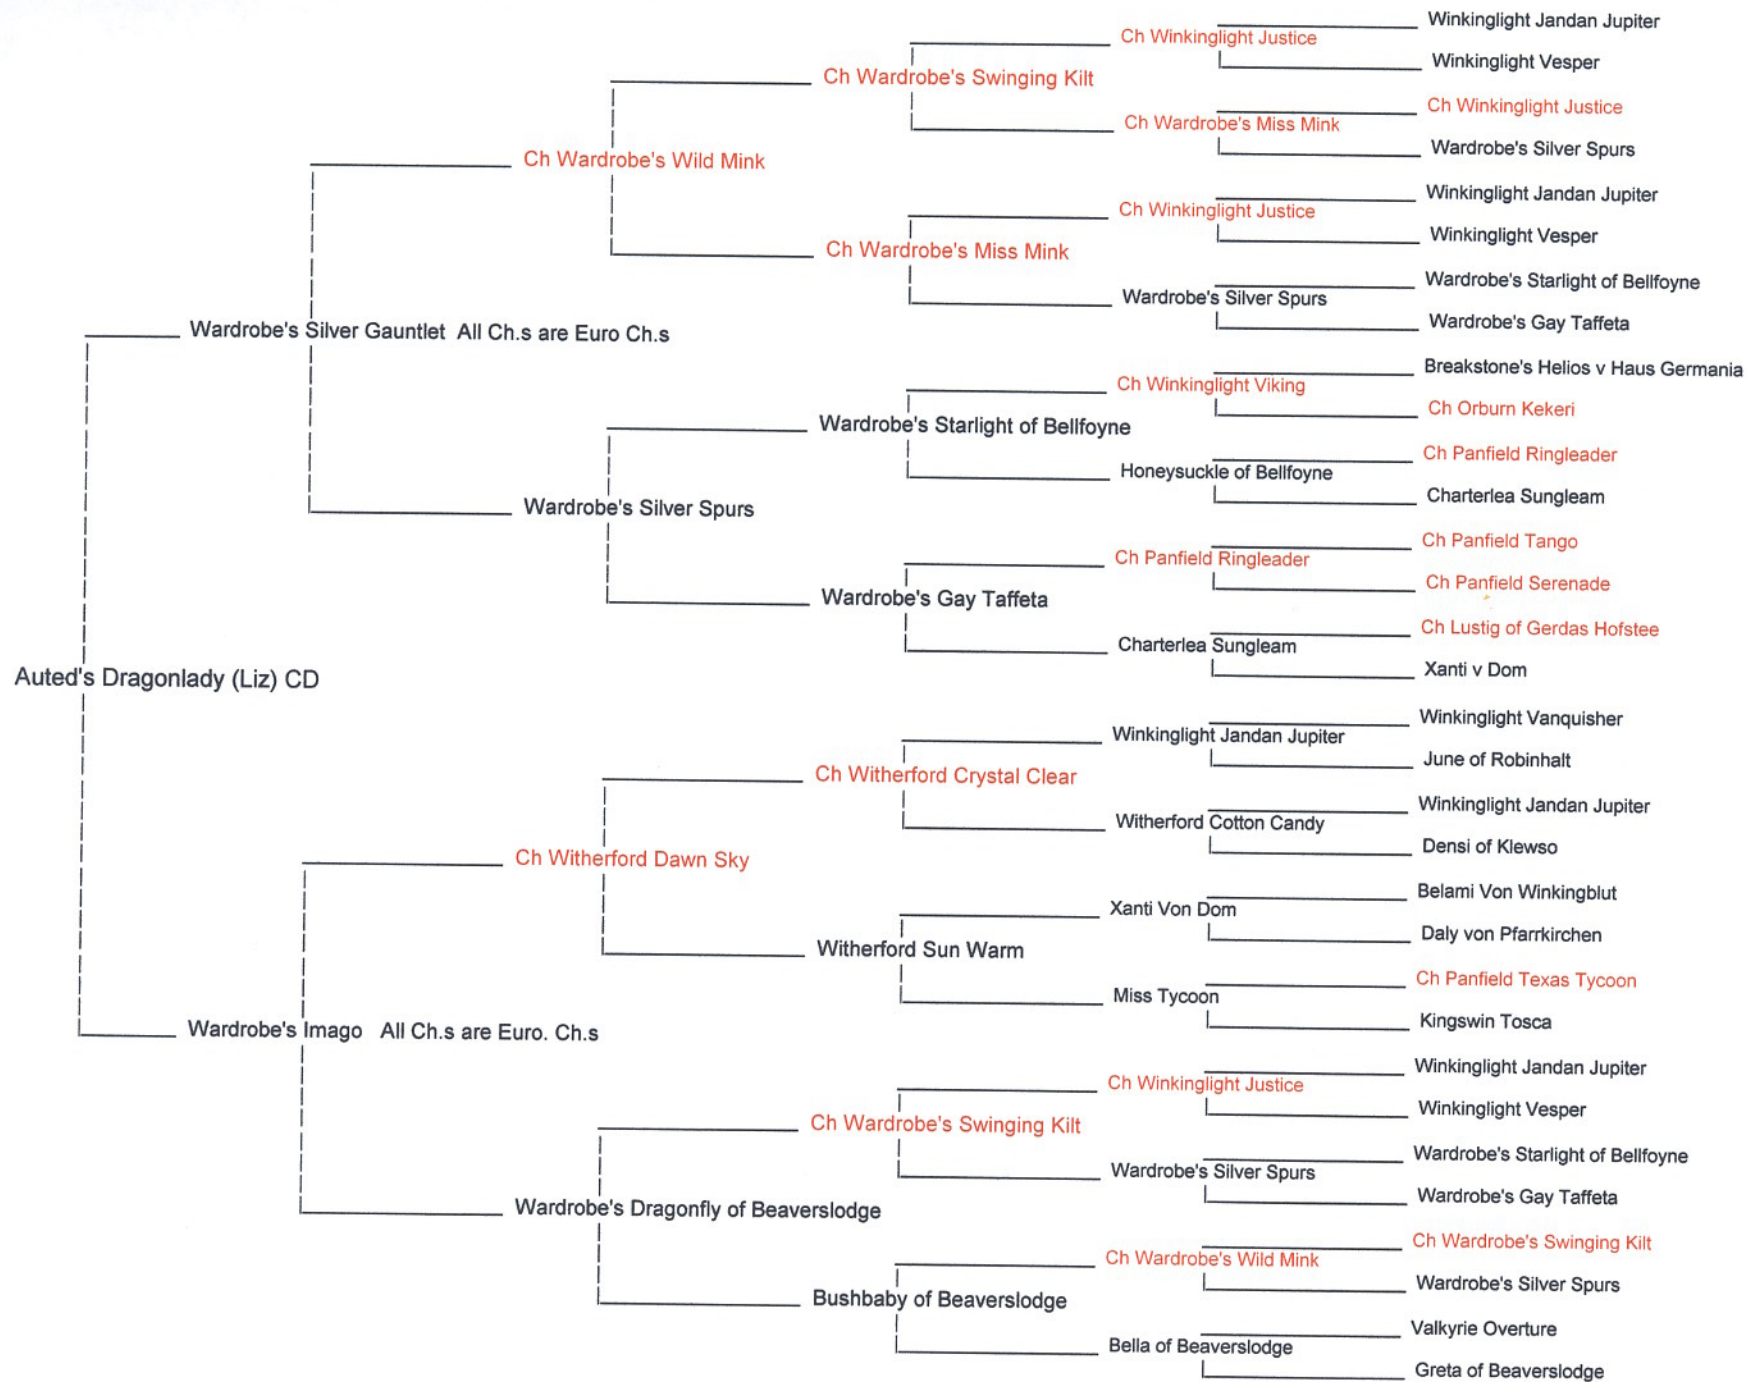 Winkinglight Jandan Jupiter
Ch Winkinglight Justice
Winkinglight Vesper
Ch Wardrobe's Swinging Kilt
Ch Winkinglight Justice
Ch Wardrobe's Miss Mink
Wardrobe's Silver Spurs
Ch Wardrobe's Wild Mink
Winkinglight Jandan Jupiter
Ch Winkinglight Justice
Winkinglight Vesper
Ch Wardrobe's Miss Mink
Wardrobe's Starlight of Bellfoyne
Wardrobe's Silver Spurs
Wardrobe's Gay Taffeta
Wardrobe's Silver Gauntlet All Ch.s are Euro Ch.s
Breakstone's Helios v Haus Germania
Ch Winkinglight Viking
Ch Orburn Kekeri
Wardrobe's Starlight of Bellfoyne
Ch Panfield Ringleader
Honeysuckle of Bellfoyne
Charterlea Sungleam
Wardrobe's Silver Spurs
Ch Panfield Tango
Ch Panfield Ringleader
Ch Panfield Serenade
Wardrobe's Gay Taffeta
Ch Lustig of Gerdas Hofstee
Charterlea Sungleam
Xanti v Dom
Auted's Dragonlady (Liz) CD
Winkinglight Vanquisher
Winkinglight Jandan Jupiter
June of Robinhalt
Ch Witherford Crystal Clear
Winkinglight Jandan Jupiter
Witherford Cotton Candy
Densi of Klewso
Ch Witherford Dawn Sky
Belami Von Winkingblut
Xanti Von Dom
Daly von Pfarrkirchen
Witherford Sun Warm
Ch Panfield Texas Tycoon
Miss Tycoon
Kingswin Tosca
Wardrobe's Imago All Ch.s are Euro. Ch.s
Winkinglight Jandan Jupiter
Ch Winkinglight Justice
Winkinglight Vesper
Ch Wardrobe's Swinging Kilt
Wardrobe's Starlight of Bellfoyne
Wardrobe's Silver Spurs
Wardrobe's Gay Taffeta
Wardrobe's Dragonfly of Beaverslodge
Ch Wardrobe's Swinging Kilt
Ch Wardrobe's Wild Mink
Wardrobe's Silver Spurs
Bushbaby of Beaverslodge
Valkyrie Overture
Bella of Beaverslodge
Greta of Beaverslodge